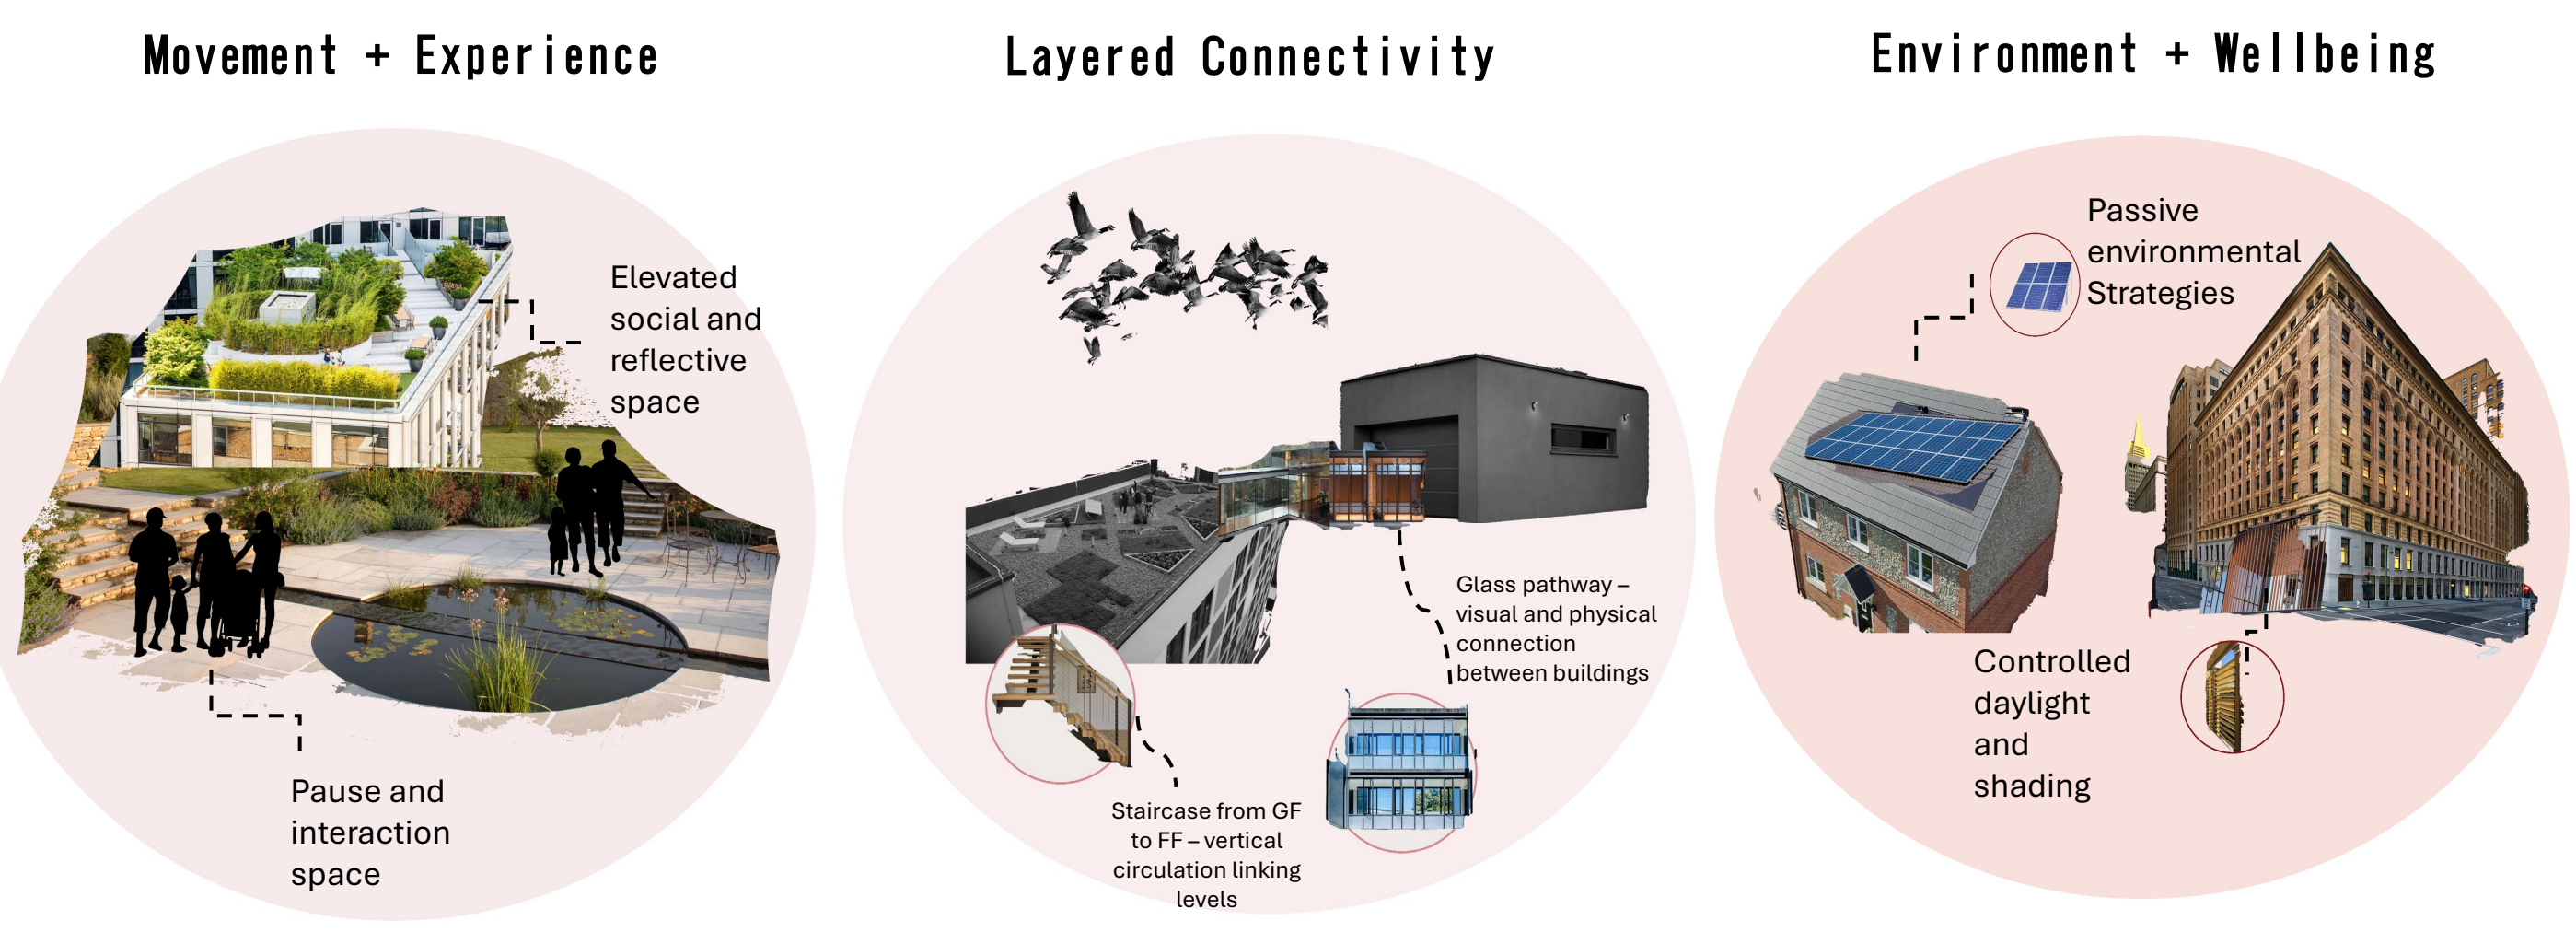 Movement + Experience
Elevated
social and
reflective
space
Pause and
interaction
space
Layered Connectivity
Glass pathway –
visual and physical
connection
between buildings
Staircase from GF
to FF – vertical
circulation linking
levels
Environment + Wellbeing
Passive
environmental
Strategies
Controlled
daylight
and
shading